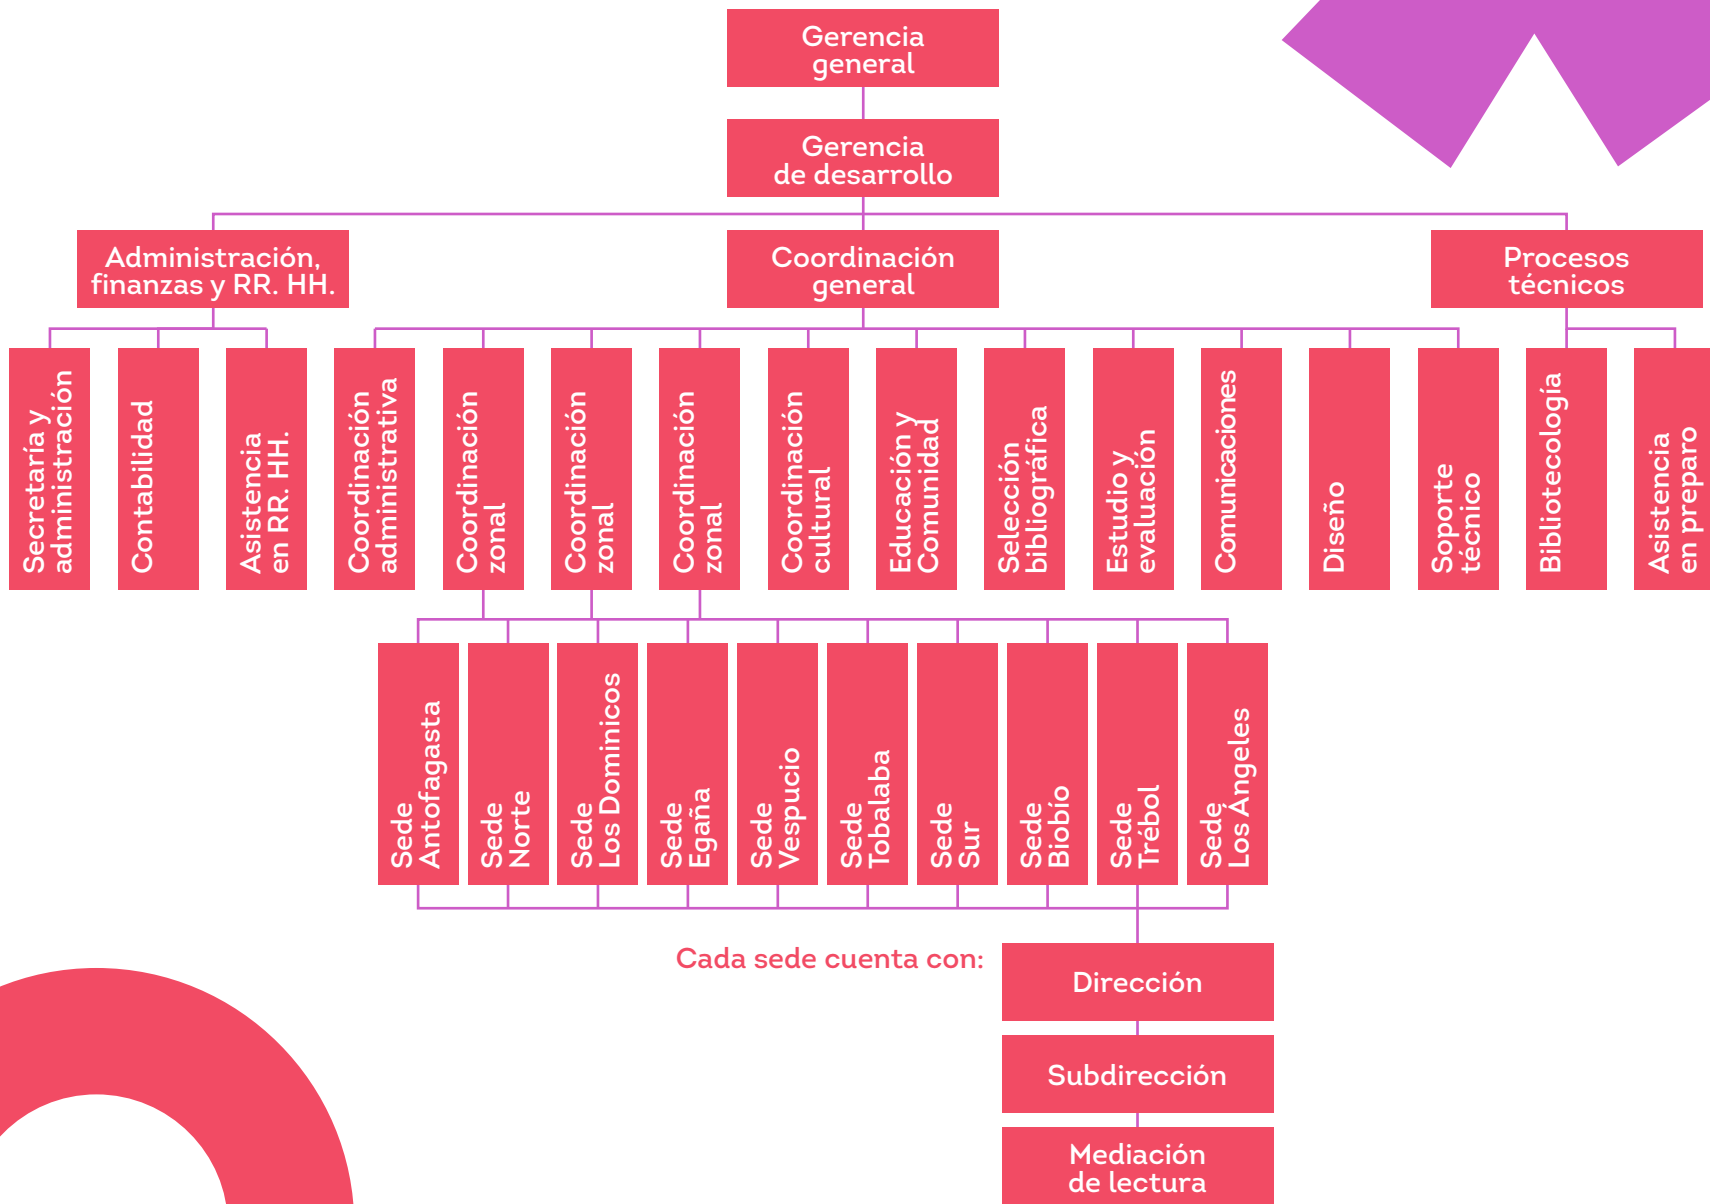 Gerencia
general
Gerencia
de desarrollo
Administración,
finanzas y RR. HH.
Coordinación
general
Procesos
técnicos
Secretaría y
administración
Contabilidad
Asistencia
en RR. HH.
Coordinación
administrativa
Coordinación
zonal
Coordinación
zonal
Coordinación
zonal
Coordinación
cultural
Educación y
Comunidad
Selección
bibliográfica
Estudio y
evaluación
Comunicaciones
Diseño
Soporte
técnico
Bibliotecología
Asistencia
en preparo
Sede
Antofagasta
Sede
Norte
Sede
Los Dominicos
Sede
Egaña
Sede
Vespucio
Sede
Tobalaba
Sede
Sur
Sede
Biobío
Sede
Trébol
Sede
Los Ángeles
Cada sede cuenta con:
Dirección
Subdirección
Mediación
de lectura